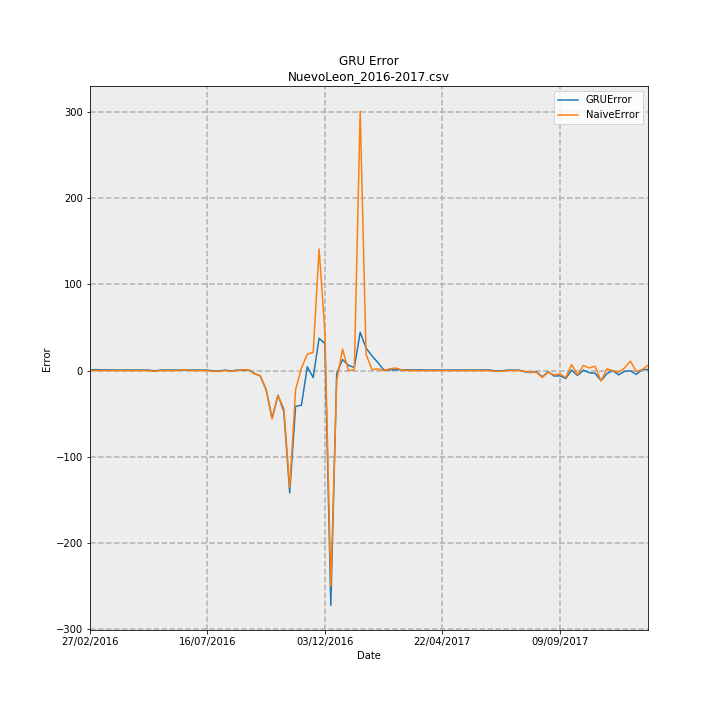 GRU Error
NuevoLeon_2016-2017.csv
GRUError
NaiveError
300
200
100
0
−100
−200
−300
Error
27/02/2016
16/07/2016
03/12/2016
22/04/2017
09/09/2017
Date